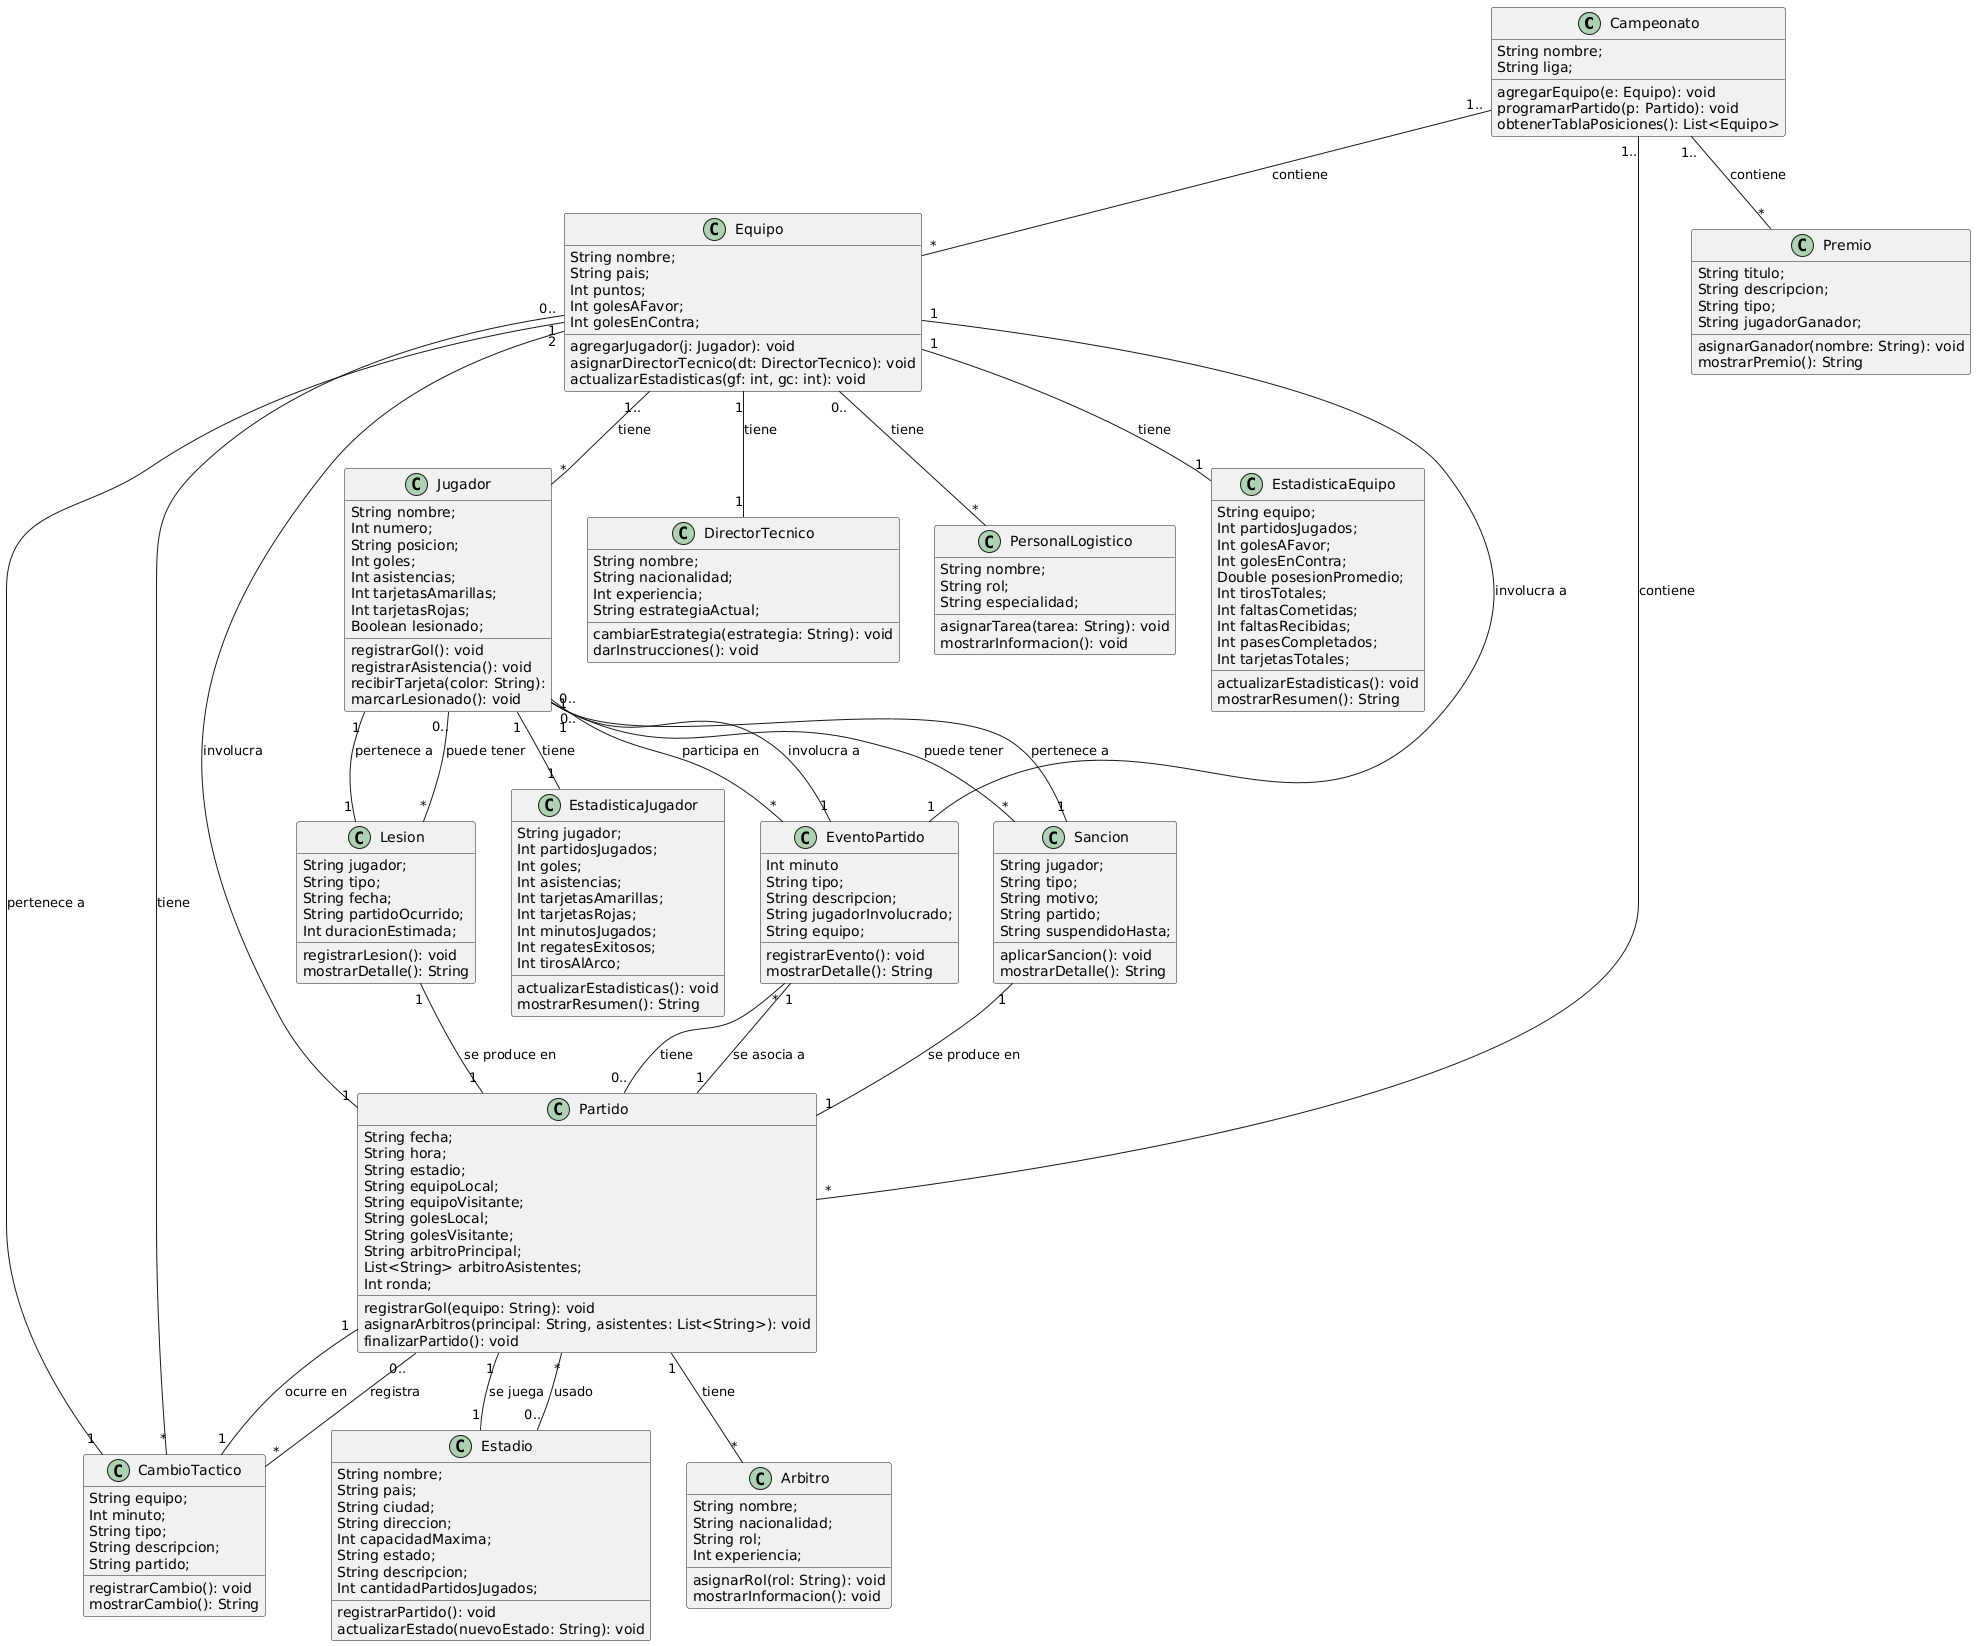 C Campeonato
String nombre;
String liga;
agregarEquipo(e: Equipo): void
programarPartido(p: Partido): void
obtenerTablaPosiciones(): List<Equipo>
1..
1..
1..
contiene
contiene
*
*
C Equipo
String nombre;
String pais;
Int puntos;
Int golesAFavor;
Int golesEnContra;
agregarJugador(j: Jugador): void
asignarDirectorTecnico(dt: DirectorTecnico): void
actualizarEstadisticas(gf: int, gc: int): void
C Premio
String titulo;
String descripcion;
String tipo;
String jugadorGanador;
asignarGanador(nombre: String): void
mostrarPremio(): String
0..
1
2
1
1
1..
1
0..
tiene
tiene
tiene
tiene
*
1
*
1
C Jugador
String nombre;
Int numero;
String posicion;
Int goles;
Int asistencias;
Int tarjetasAmarillas;
Int tarjetasRojas;
Boolean lesionado;
registrarGol(): void
registrarAsistencia(): void
recibirTarjeta(color: String):
marcarLesionado(): void
C DirectorTecnico
String nombre;
String nacionalidad;
Int experiencia;
String estrategiaActual;
cambiarEstrategia(estrategia: String): void
darInstrucciones(): void
C PersonalLogistico
String nombre;
String rol;
String especialidad;
asignarTarea(tarea: String): void
mostrarInformacion(): void
C EstadisticaEquipo
String equipo;
Int partidosJugados;
Int golesAFavor;
Int golesEnContra;
Double posesionPromedio;
Int tirosTotales;
Int faltasCometidas;
Int faltasRecibidas;
Int pasesCompletados;
Int tarjetasTotales;
actualizarEstadisticas(): void
mostrarResumen(): String
involucra a
contiene
1
0..
1
0..
1
0..
1
involucra
pertenece a
puede tener
tiene
participa en
involucra a
puede tener
pertenece a
1
*
1
*
1
1
*
1
C Lesion
String jugador;
String tipo;
String fecha;
String partidoOcurrido;
Int duracionEstimada;
registrarLesion(): void
mostrarDetalle(): String
C EstadisticaJugador
String jugador;
Int partidosJugados;
Int goles;
Int asistencias;
Int tarjetasAmarillas;
Int tarjetasRojas;
Int minutosJugados;
Int regatesExitosos;
Int tirosAlArco;
actualizarEstadisticas(): void
mostrarResumen(): String
C EventoPartido
Int minuto
String tipo;
String descripcion;
String jugadorInvolucrado;
String equipo;
registrarEvento(): void
mostrarDetalle(): String
C Sancion
String jugador;
String tipo;
String motivo;
String partido;
String suspendidoHasta;
aplicarSancion(): void
mostrarDetalle(): String
pertenece a
tiene
1
*
1
1
se produce en
tiene
se asocia a
se produce en
1
1
0..
1
1
*
C Partido
String fecha;
String hora;
String estadio;
String equipoLocal;
String equipoVisitante;
String golesLocal;
String golesVisitante;
String arbitroPrincipal;
List<String> arbitroAsistentes;
Int ronda;
registrarGol(equipo: String): void
asignarArbitros(principal: String, asistentes: List<String>): void
finalizarPartido(): void
1
0..
1
*
1
ocurre en
registra
se juega
usado
tiene
1
*
1
*
1
0..
*
C CambioTactico
String equipo;
Int minuto;
String tipo;
String descripcion;
String partido;
registrarCambio(): void
mostrarCambio(): String
C Estadio
String nombre;
String pais;
String ciudad;
String direccion;
Int capacidadMaxima;
String estado;
String descripcion;
Int cantidadPartidosJugados;
registrarPartido(): void
actualizarEstado(nuevoEstado: String): void
C Arbitro
String nombre;
String nacionalidad;
String rol;
Int experiencia;
asignarRol(rol: String): void
mostrarInformacion(): void